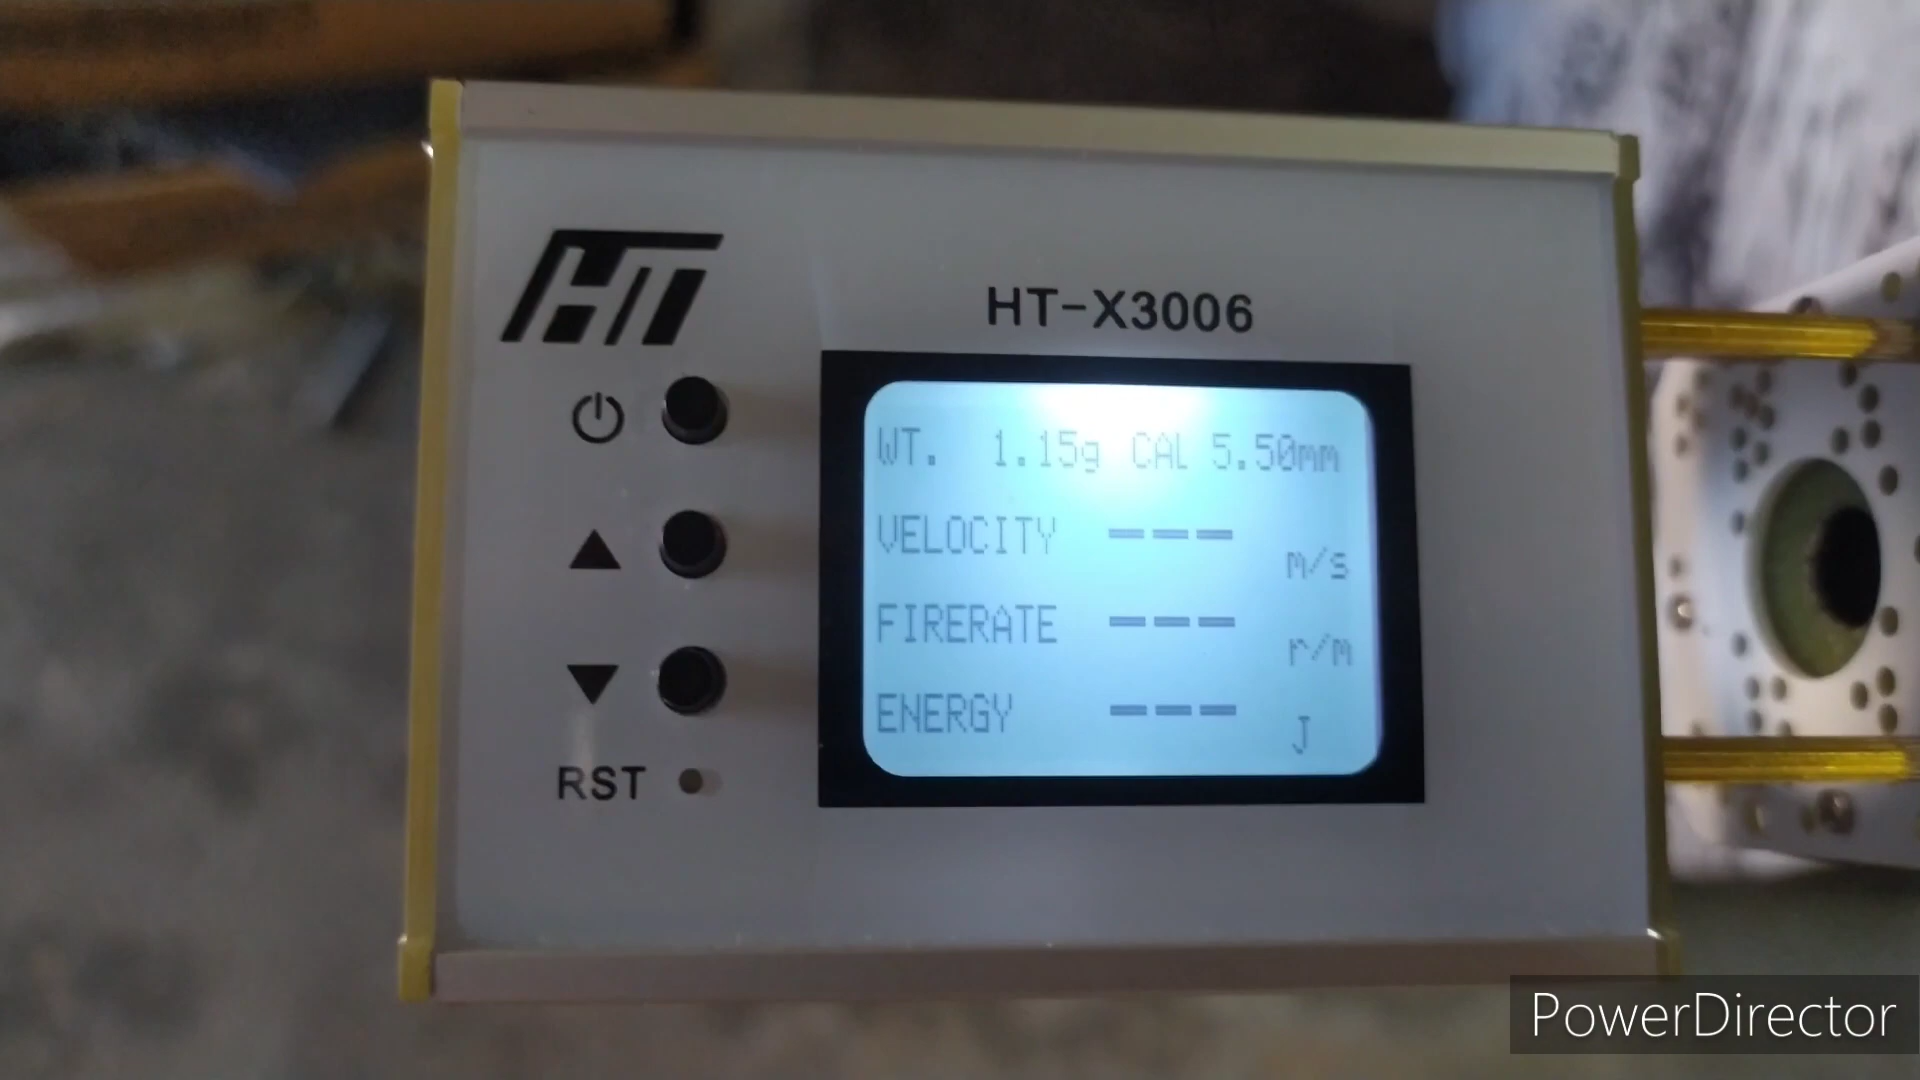 HT
HT-X3006
WT. 1.15g CAL 5.50mm
VELOCITY --- m/s
FIRERATE --- r/m
ENERGY --- J
RST
PowerDirector